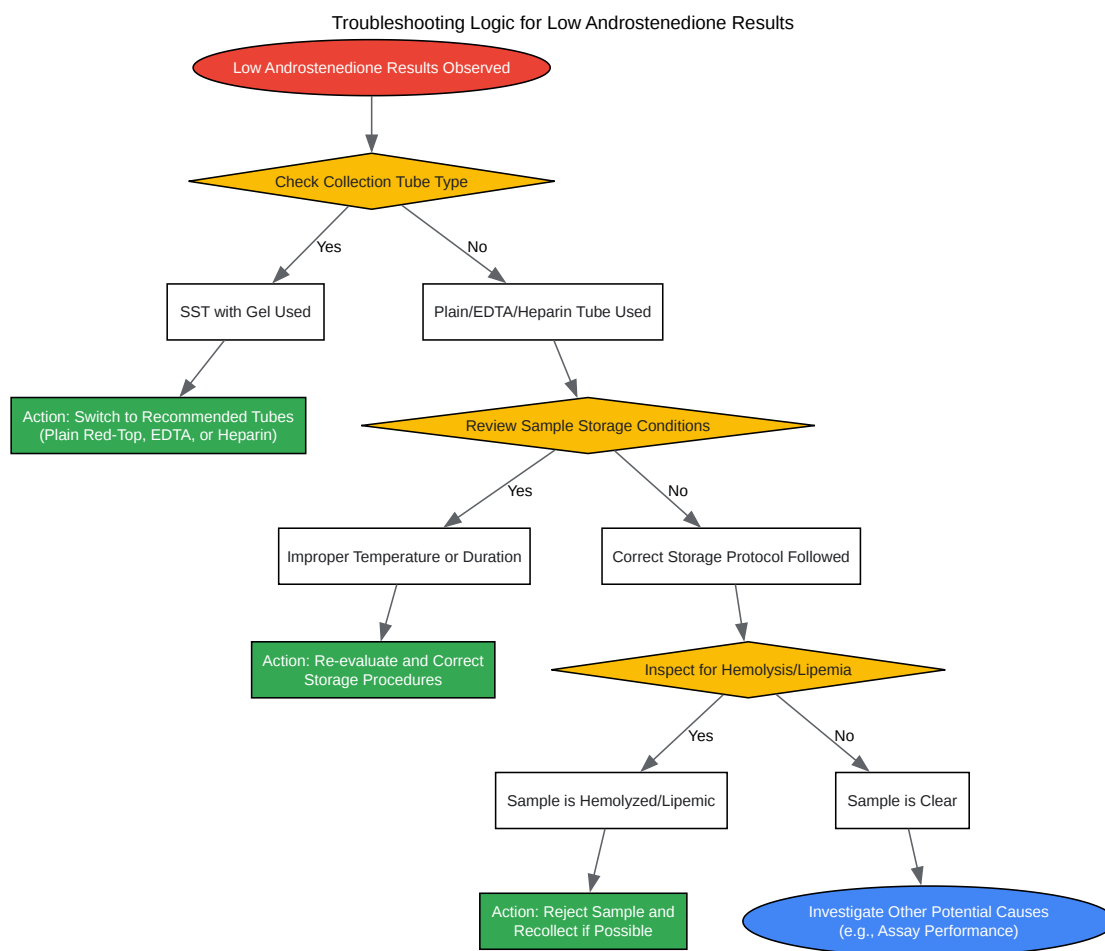 Troubleshooting Logic for Low Androstenedione Results
Low Androstenedione Results Observed
Check Collection Tube Type
Yes
No
SST with Gel Used
Plain/EDTA/Heparin Tube Used
Action: Switch to Recommended Tubes
(Plain Red-Top, EDTA, or Heparin)
Review Sample Storage Conditions
Yes
No
Improper Temperature or Duration
Correct Storage Protocol Followed
Action: Re-evaluate and Correct
Storage Procedures
Inspect for Hemolysis/Lipemia
Yes
No
Sample is Hemolyzed/Lipemic
Sample is Clear
Action: Reject Sample and
Recollect if Possible
Investigate Other Potential Causes
(e.g., Assay Performance)